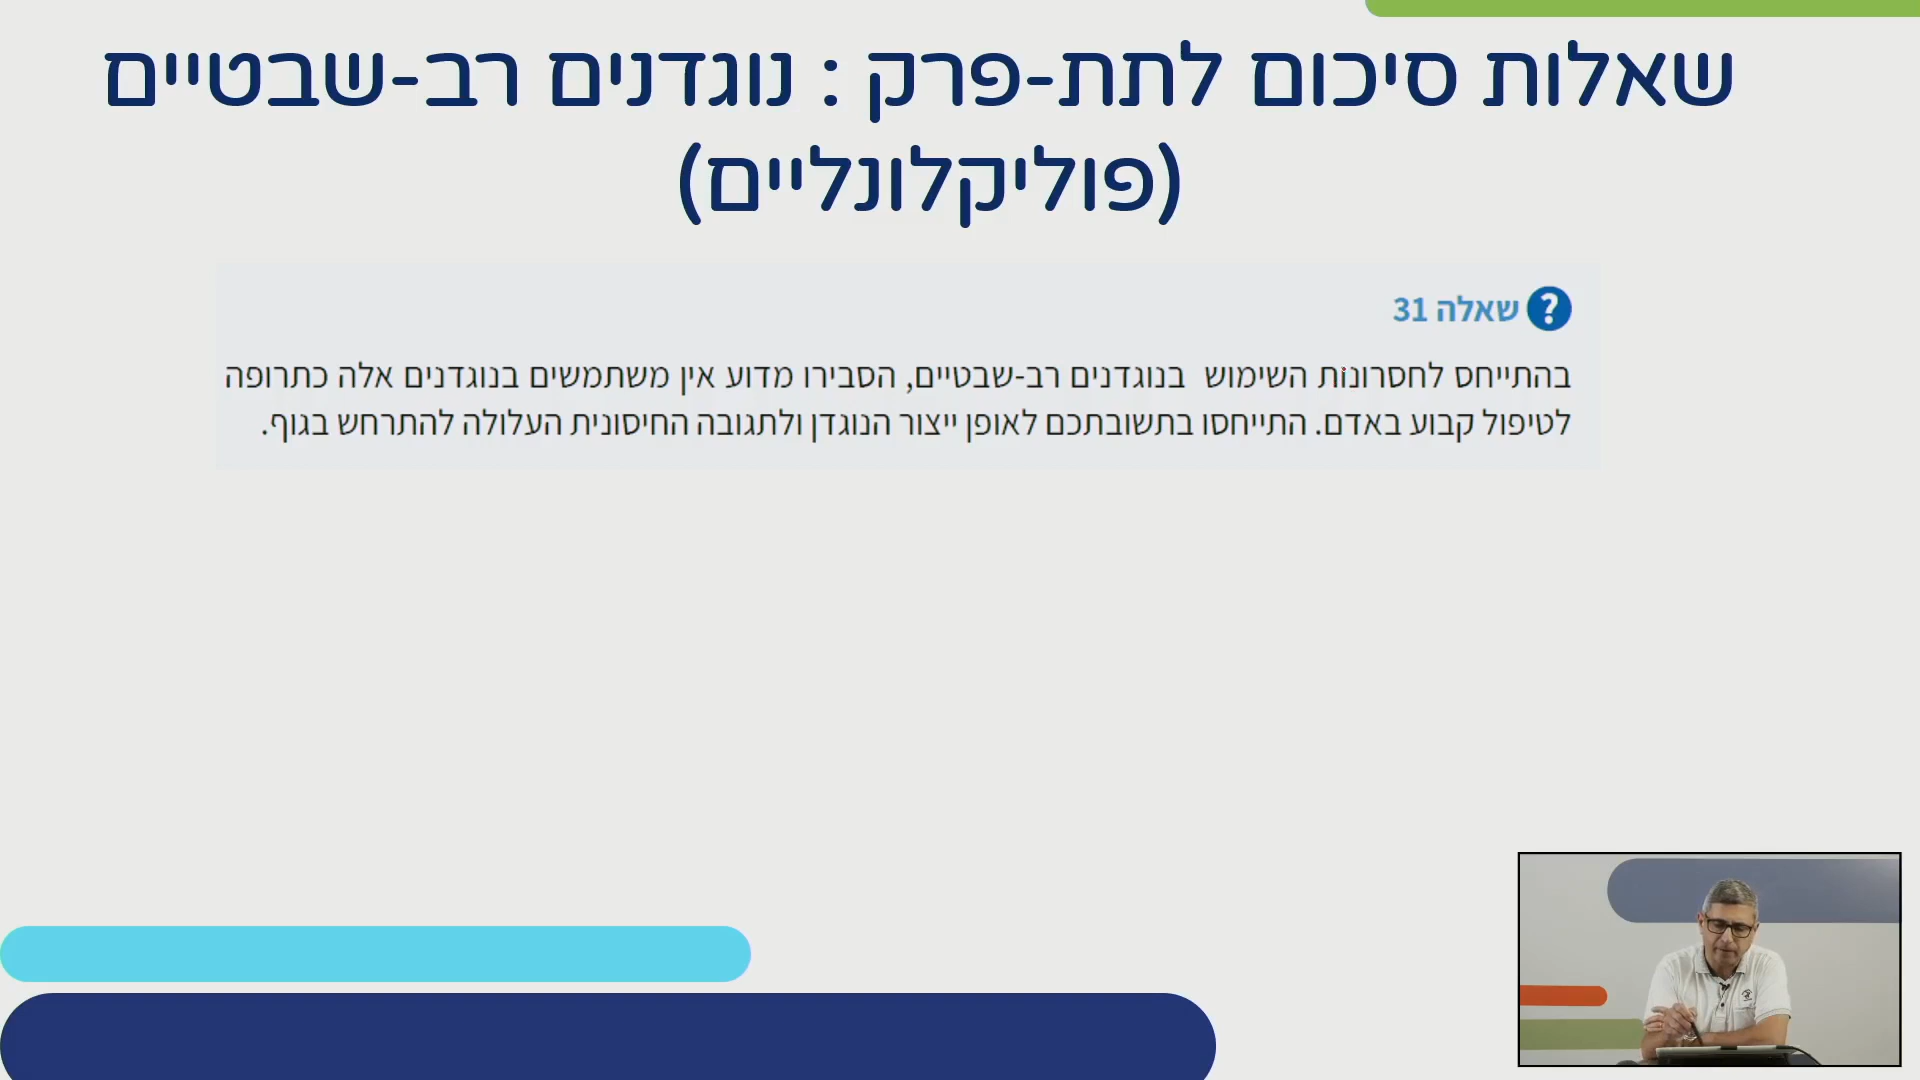 שאלות סיכום לתת-פרק : נוגדנים רב-שבטיים
(פוליקלונליים)
? שאלה 31
בהתייחס לחסרונות השימוש בנוגדנים רב-שבטיים, הסבירו מדוע אין משתמשים בנוגדנים אלה כתרופה
לטיפול קבוע באדם. התייחסו בתשובתכם לאופן ייצור הנוגדן ולתגובה החיסונית העלולה להתרחש בגוף.